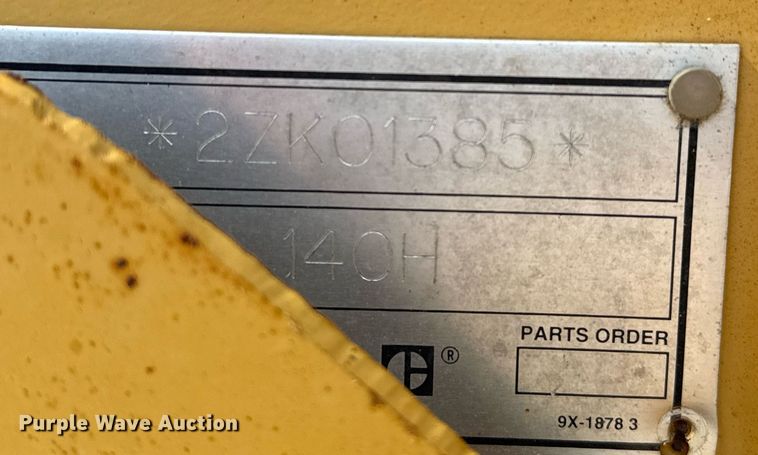 *2ZK01385*
140H
®
PARTS ORDER
9X-1878 3
Purple Wave Auction